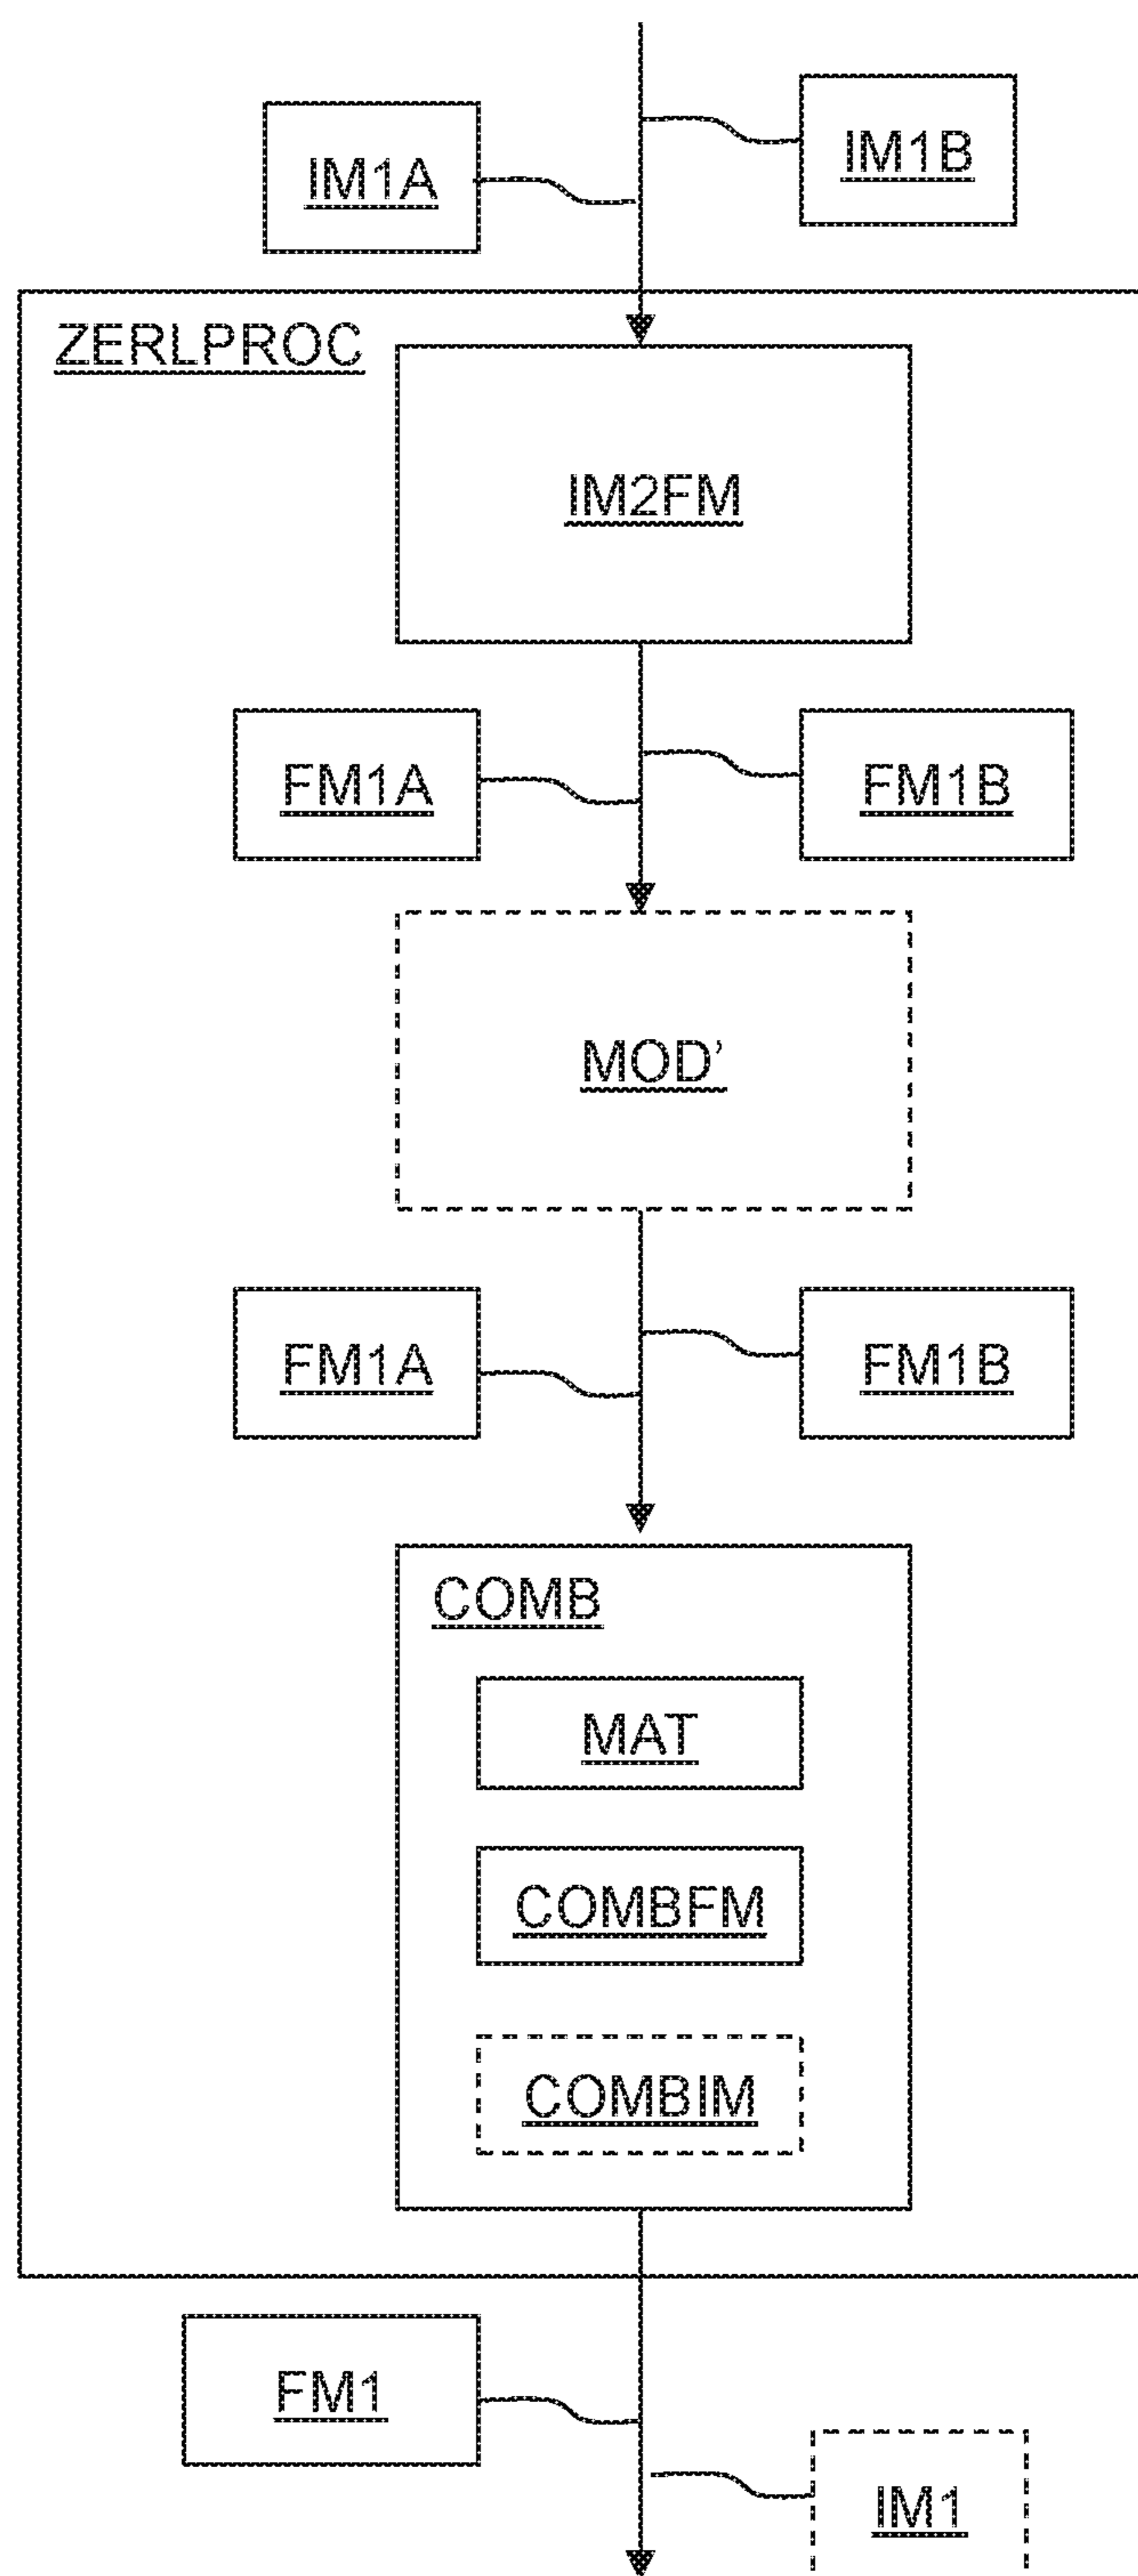 IM1A
IM1B
ZERLPROC
IM2FM
FM1A
FM1B
MOD’
FM1A
FM1B
COMB
MAT
COMBFM
COMBIM
FM1
IM1